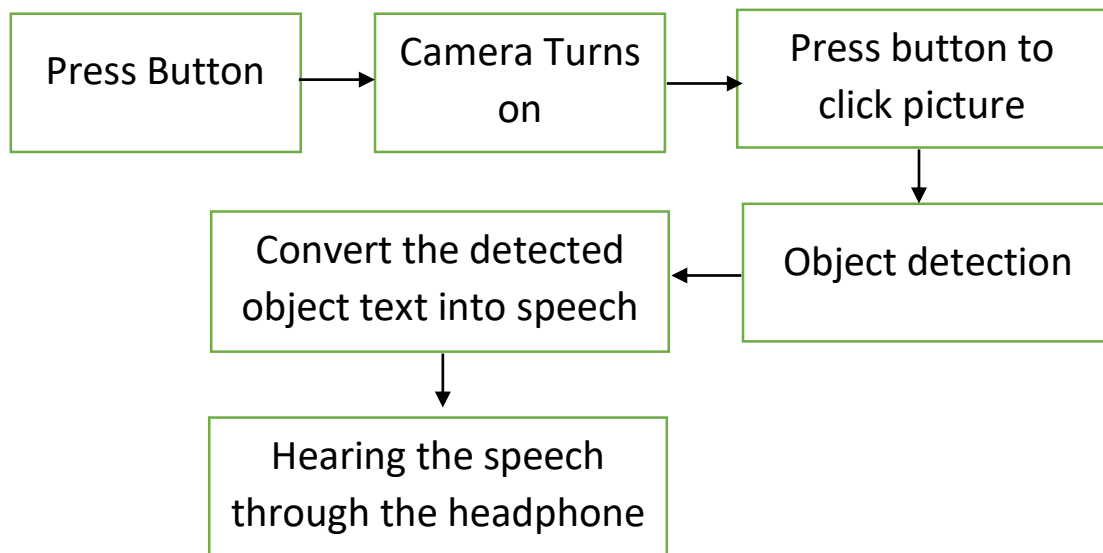 Press Button
Camera Turns
on
Press button to
click picture
Object detection
Convert the detected
object text into speech
Hearing the speech
through the headphone